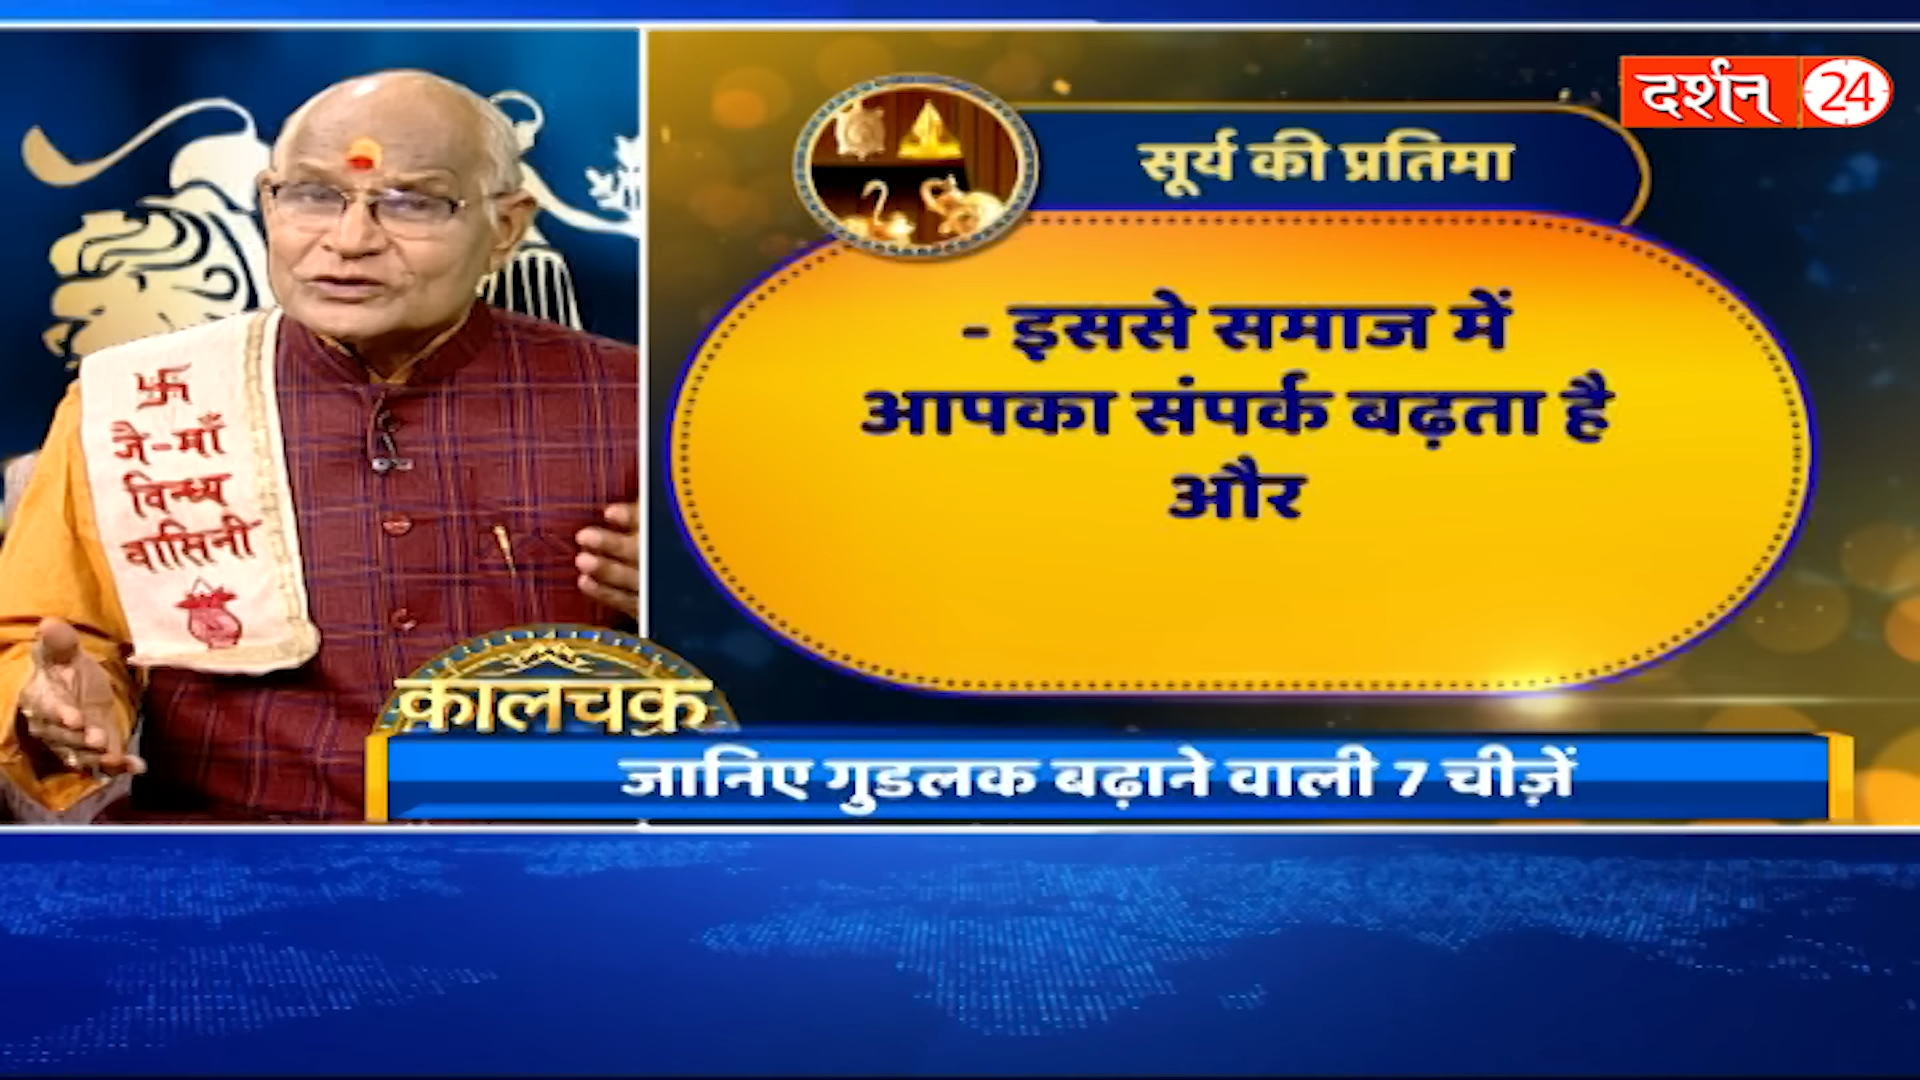 दर्शन 24
सूर्य की प्रतिमा
- इससे समाज में
आपका संपर्क बढ़ता है
और
जै-माँ
विन्ध्य
वासिनी
कालचक्र
जानिए गुडलक बढ़ाने वाली 7 चीज़ें